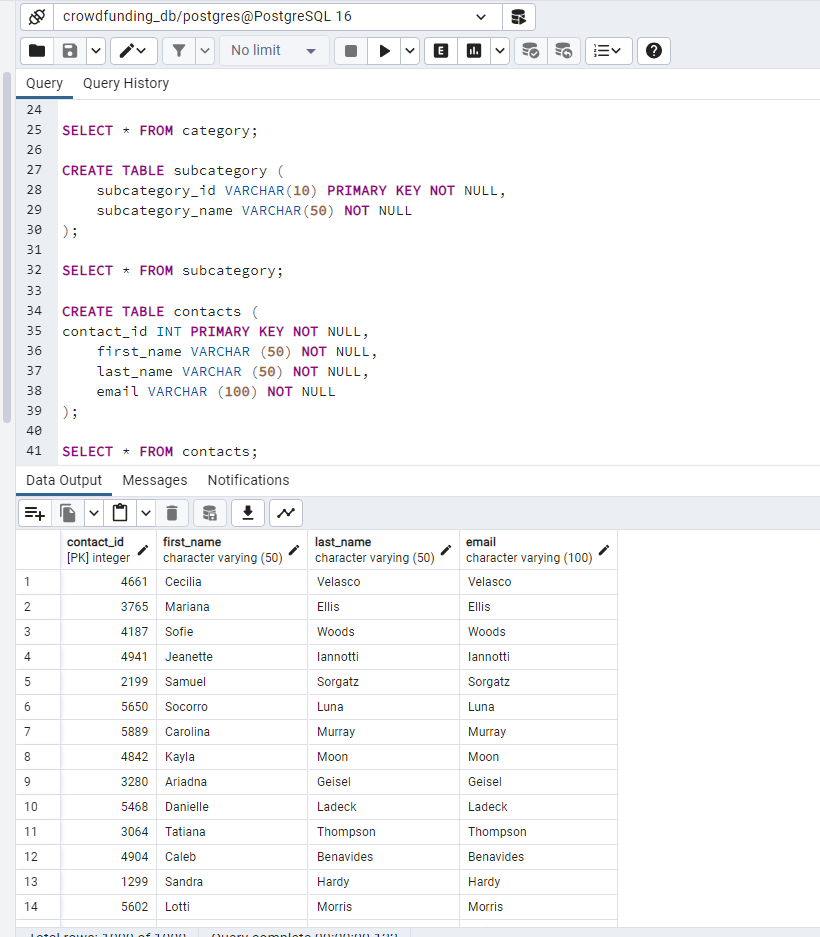 crowdfunding_db/postgres@PostgreSQL 16
No limit
E
Query Query History
24
25 SELECT * FROM category;
26
27 CREATE TABLE subcategory (
28 subcategory_id VARCHAR(10) PRIMARY KEY NOT NULL,
29 subcategory_name VARCHAR(50) NOT NULL
30 );
31
32 SELECT * FROM subcategory;
33
34 CREATE TABLE contacts (
35 contact_id INT PRIMARY KEY NOT NULL,
36 first_name VARCHAR (50) NOT NULL,
37 last_name VARCHAR (50) NOT NULL,
38 email VARCHAR (100) NOT NULL
39 );
40
41 SELECT * FROM contacts;
Data Output Messages Notifications
contact_id first_name last_name email
[PK] integer character varying (50) character varying (50) character varying (100)
1 4661 Cecilia Velasco Velasco
2 3765 Mariana Ellis Ellis
3 4187 Sofie Woods Woods
4 4941 Jeanette Iannotti Iannotti
5 2199 Samuel Sorgatz Sorgatz
6 5650 Socorro Luna Luna
7 5889 Carolina Murray Murray
8 4842 Kayla Moon Moon
9 3280 Ariadna Geisel Geisel
10 5468 Danielle Ladeck Ladeck
11 3064 Tatiana Thompson Thompson
12 4904 Caleb Benavides Benavides
13 1299 Sandra Hardy Hardy
14 5602 Lotti Morris Morris
Total rows: 1000 of 1000 Query complete